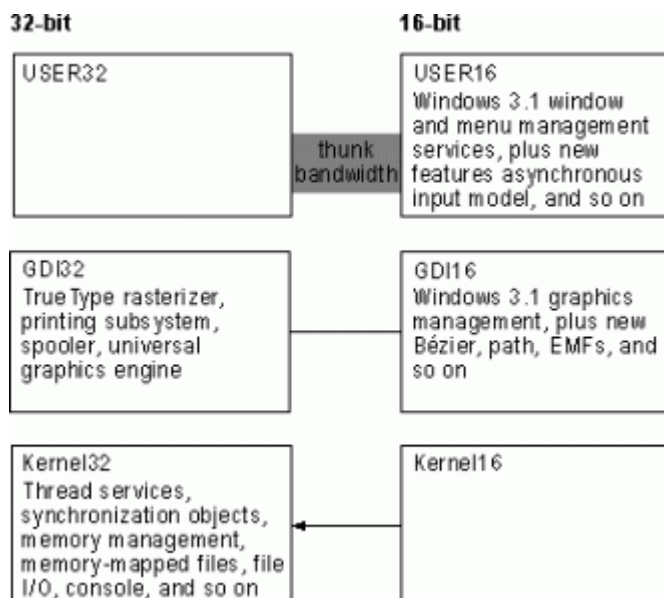 32-bit
16-bit
USER32
USER16
Windows 3.1 window
and menu management
services, plus new
features asynchronous
input model, and so on
thunk
bandwidth
GDI32
TrueType rasterizer,
printing subsystem,
spooler, universal
graphics engine
GDI16
Windows 3.1 graphics
management, plus new
Bézier, path, EMFs, and
so on
Kernel32
Thread services,
synchronization objects,
memory management,
memory-mapped files, file
I/O, console, and so on
Kernel16